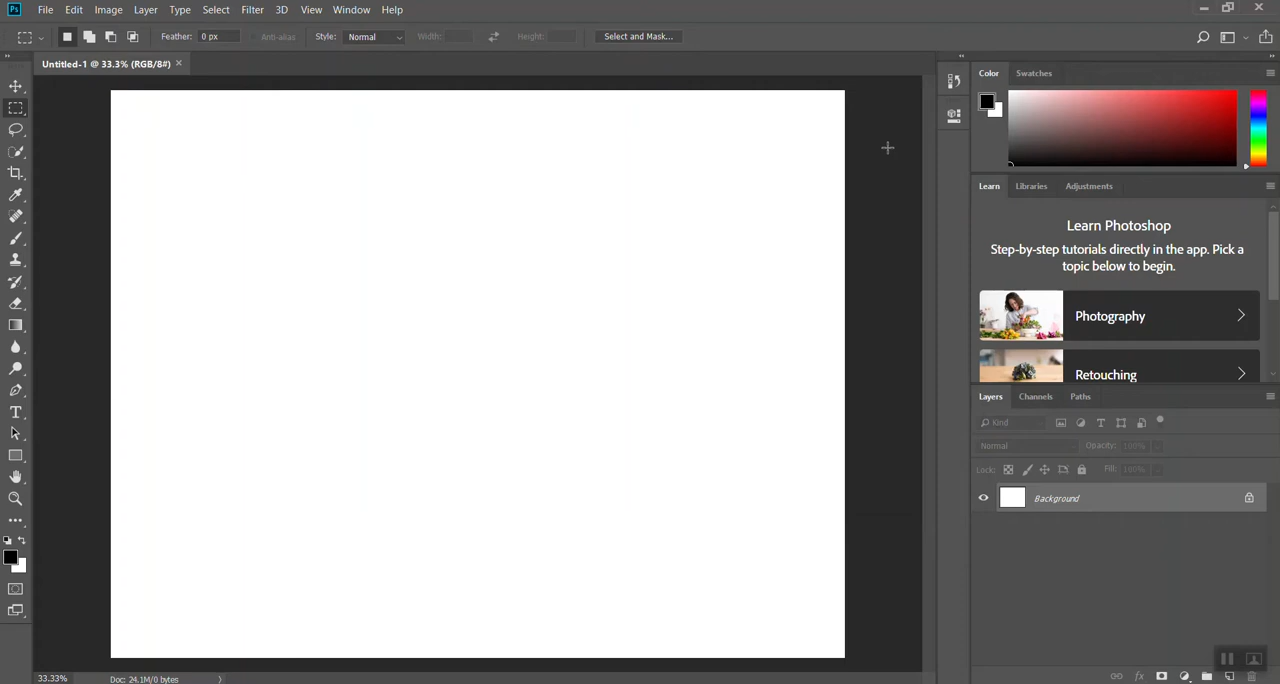 Ps File Edit Image Layer Type Select Filter 3D View Window Help
Feather: 0 px Anti-alias Style: Normal Width: Height: Select and Mask...
Untitled-1 @ 33.3% (RGB/8#) ×
Color Swatches
Learn Libraries Adjustments
Learn Photoshop
Step-by-step tutorials directly in the app. Pick a
topic below to begin.
Photography
Retouching
Layers Channels Paths
Kind
Normal Opacity: 100%
Lock: Fill: 100%
Background
33.33% Doc: 24.1M/0 bytes